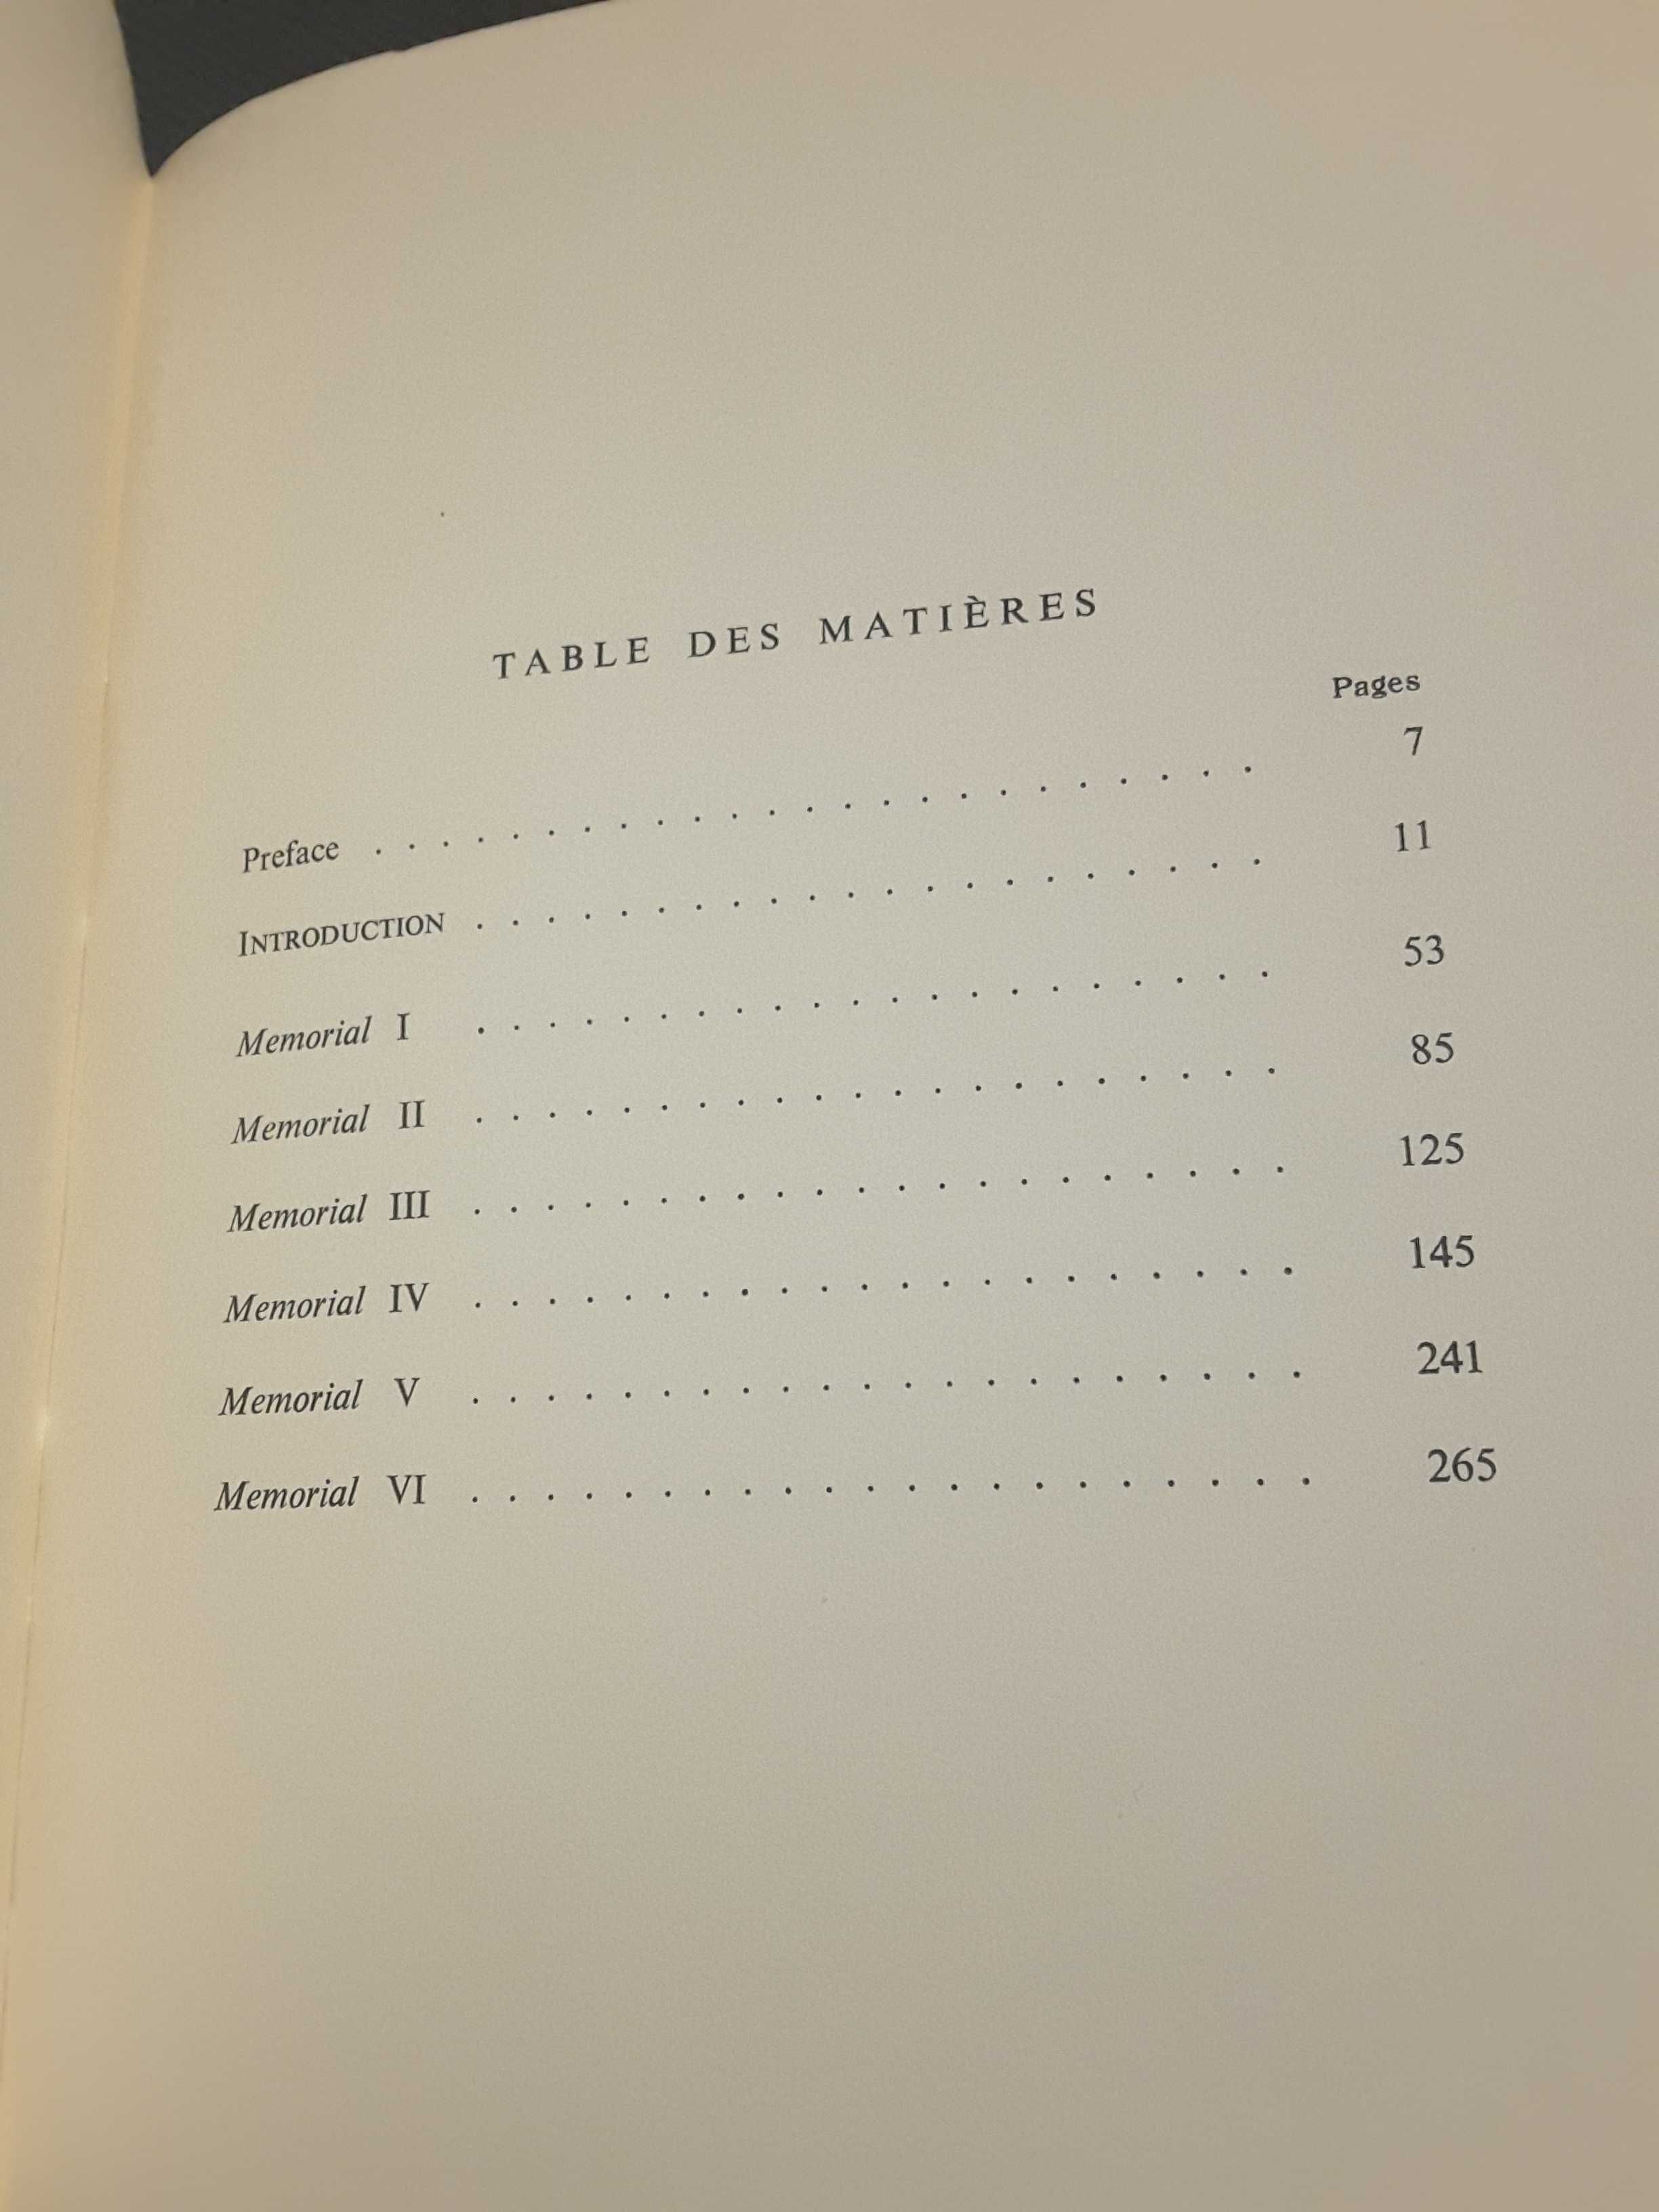 TABLE DES MATIÈRES
Pages
Preface . . . . . . . . . . . . . . . . . . . . . . . 7
INTRODUCTION . . . . . . . . . . . . . . . . . . . . 11
Memorial I . . . . . . . . . . . . . . . . . . . . 53
Memorial II . . . . . . . . . . . . . . . . . . . . 85
Memorial III . . . . . . . . . . . . . . . . . . . . 125
Memorial IV . . . . . . . . . . . . . . . . . . . . 145
Memorial V . . . . . . . . . . . . . . . . . . . . 241
Memorial VI . . . . . . . . . . . . . . . . . . . . 265